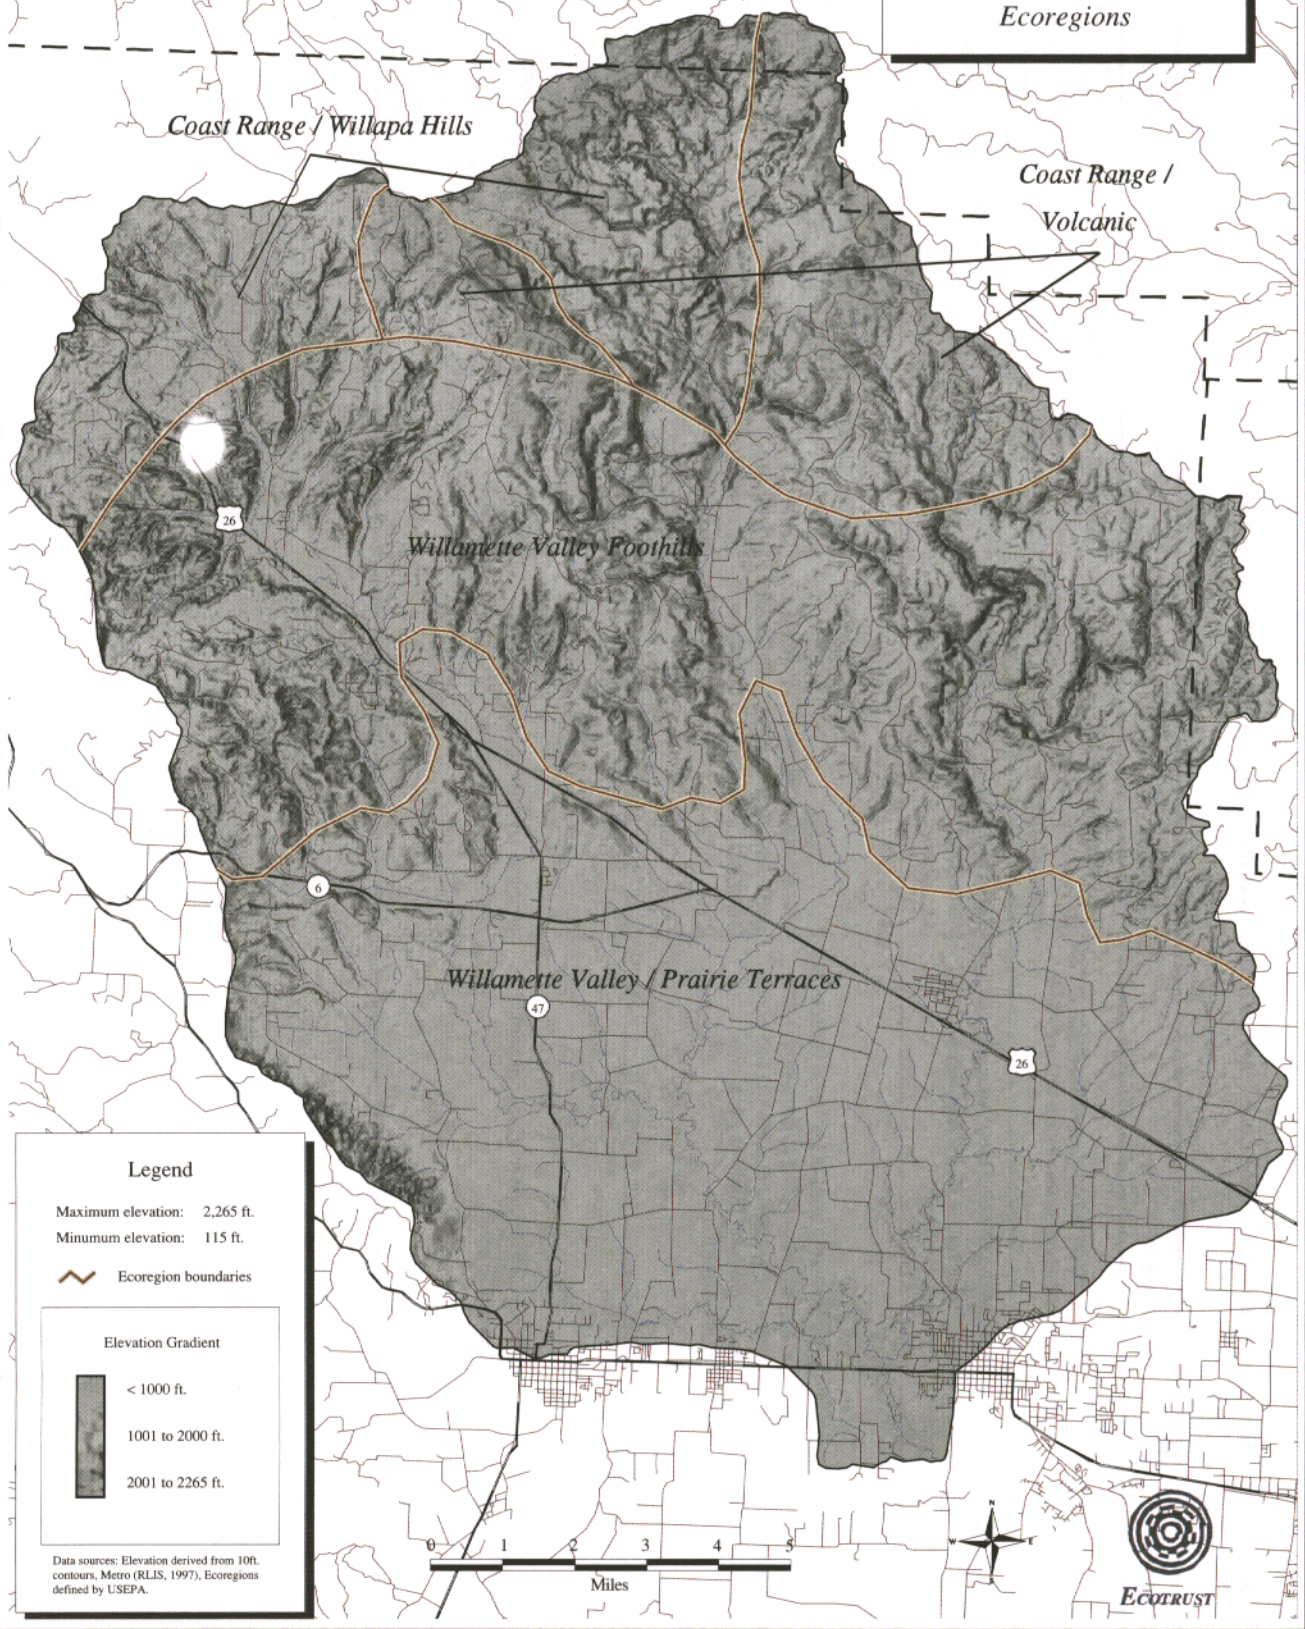 Ecoregions
Coast Range / Willapa Hills
Coast Range /
Volcanic
26
Willamette Valley Foothills
6
Willamette Valley / Prairie Terraces
47
26
Legend
Maximum elevation: 2,265 ft.
Minumum elevation: 115 ft.
Ecoregion boundaries
Elevation Gradient
< 1000 ft.
1001 to 2000 ft.
2001 to 2265 ft.
Data sources: Elevation derived from 10ft.
contours, Metro (RLIS, 1997), Ecoregions
defined by USEPA.
0 1 2 3 4 5
Miles
N
W E
S
ECOTRUST